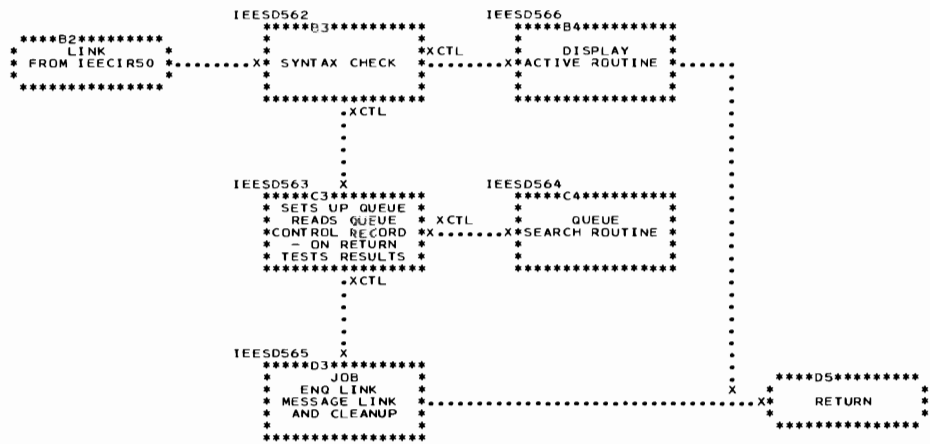 IEESD562
B3
SYNTAX CHECK
IEESD566
B4
DISPLAY
ACTIVE ROUTINE
B2
LINK
FROM IEECIR50
XCTL
XCTL
IEESD563
C3
SETS UP QUEUE
READS QUEUE
CONTROL RECORD
- ON RETURN
TESTS RESULTS
XCTL
IEESD564
C4
QUEUE
SEARCH ROUTINE
XCTL
IEESD565
D3
JOB
ENQ LINK
MESSAGE LINK
AND CLEANUP
D5
RETURN